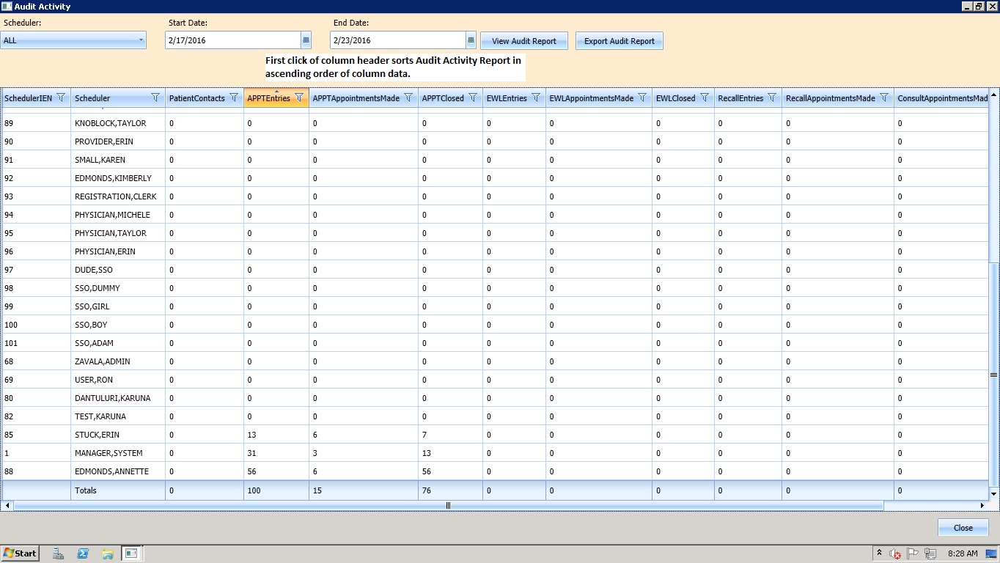 Audit Activity
Scheduler: Start Date: End Date:
ALL 2/17/2016 2/23/2016 View Audit Report Export Audit Report
First click of column header sorts Audit Activity Report in
ascending order of column data.
SchedulerIEN Scheduler PatientContacts APPTEntries APPTAppointmentsMade APPTClosed EWLEntries EWLAppointmentsMade EWLClosed RecallEntries RecallAppointmentsMade ConsultAppointmentsMad
89 KNOBLOCK,TAYLOR 0 0 0 0 0 0 0 0 0 0
90 PROVIDER,ERIN 0 0 0 0 0 0 0 0 0 0
91 SMALL,KAREN 0 0 0 0 0 0 0 0 0 0
92 EDMONDS,KIMBERLY 0 0 0 0 0 0 0 0 0 0
93 REGISTRATION,CLERK 0 0 0 0 0 0 0 0 0 0
94 PHYSICIAN,MICHELE 0 0 0 0 0 0 0 0 0 0
95 PHYSICIAN,TAYLOR 0 0 0 0 0 0 0 0 0 0
96 PHYSICIAN,ERIN 0 0 0 0 0 0 0 0 0 0
97 DUDE,SSO 0 0 0 0 0 0 0 0 0 0
98 SSO,DUMMY 0 0 0 0 0 0 0 0 0 0
99 SSO,GIRL 0 0 0 0 0 0 0 0 0 0
100 SSO,BOY 0 0 0 0 0 0 0 0 0 0
101 SSO,ADAM 0 0 0 0 0 0 0 0 0 0
68 ZAVALA,ADMIN 0 0 0 0 0 0 0 0 0 0
69 USER,RON 0 0 0 0 0 0 0 0 0 0
80 DANTULURI,KARUNA 0 0 0 0 0 0 0 0 0 0
82 TEST,KARUNA 0 0 0 0 0 0 0 0 0 0
85 STUCK,ERIN 0 13 6 7 0 0 0 0 0 0
1 MANAGER,SYSTEM 0 31 3 13 0 0 0 0 0 0
88 EDMONDS,ANNETTE 0 56 6 56 0 0 0 0 0 0
Totals 0 100 15 76 0 0 0 0 0 0
Close
Start 8:28 AM